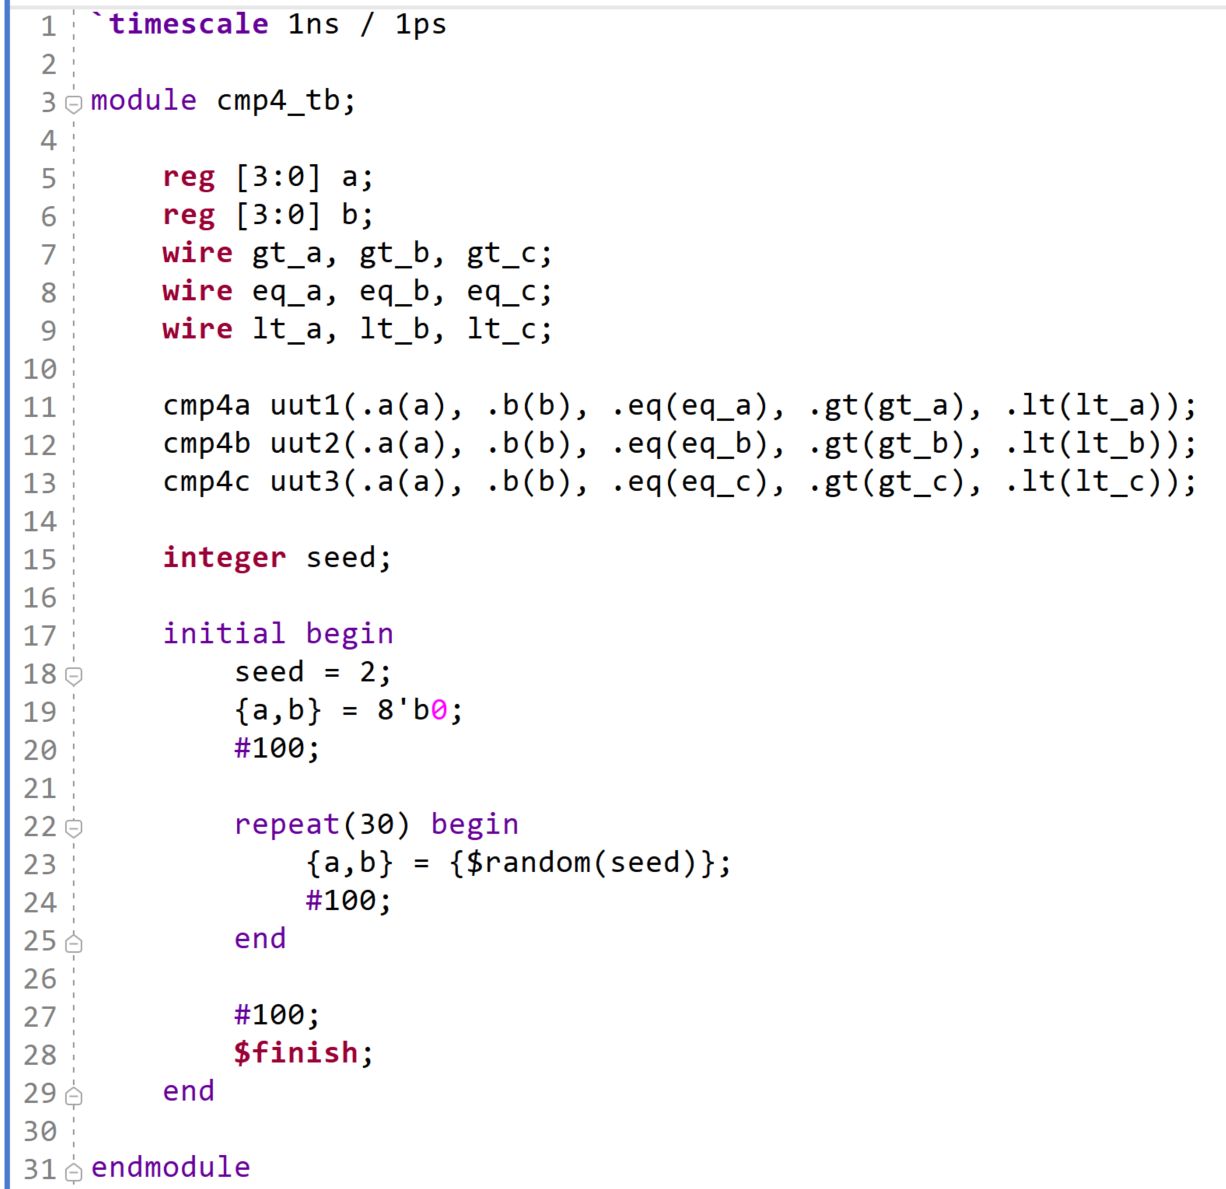 1 `timescale 1ns / 1ps
2
3 module cmp4_tb;
4
5     reg [3:0] a;
6     reg [3:0] b;
7     wire gt_a, gt_b, gt_c;
8     wire eq_a, eq_b, eq_c;
9     wire lt_a, lt_b, lt_c;
10
11     cmp4a uut1(.a(a), .b(b), .eq(eq_a), .gt(gt_a), .lt(lt_a));
12     cmp4b uut2(.a(a), .b(b), .eq(eq_b), .gt(gt_b), .lt(lt_b));
13     cmp4c uut3(.a(a), .b(b), .eq(eq_c), .gt(gt_c), .lt(lt_c));
14
15     integer seed;
16
17     initial begin
18         seed = 2;
19         {a,b} = 8'b0;
20         #100;
21
22         repeat(30) begin
23             {a,b} = {$random(seed)};
24             #100;
25         end
26
27         #100;
28         $finish;
29     end
30
31 endmodule